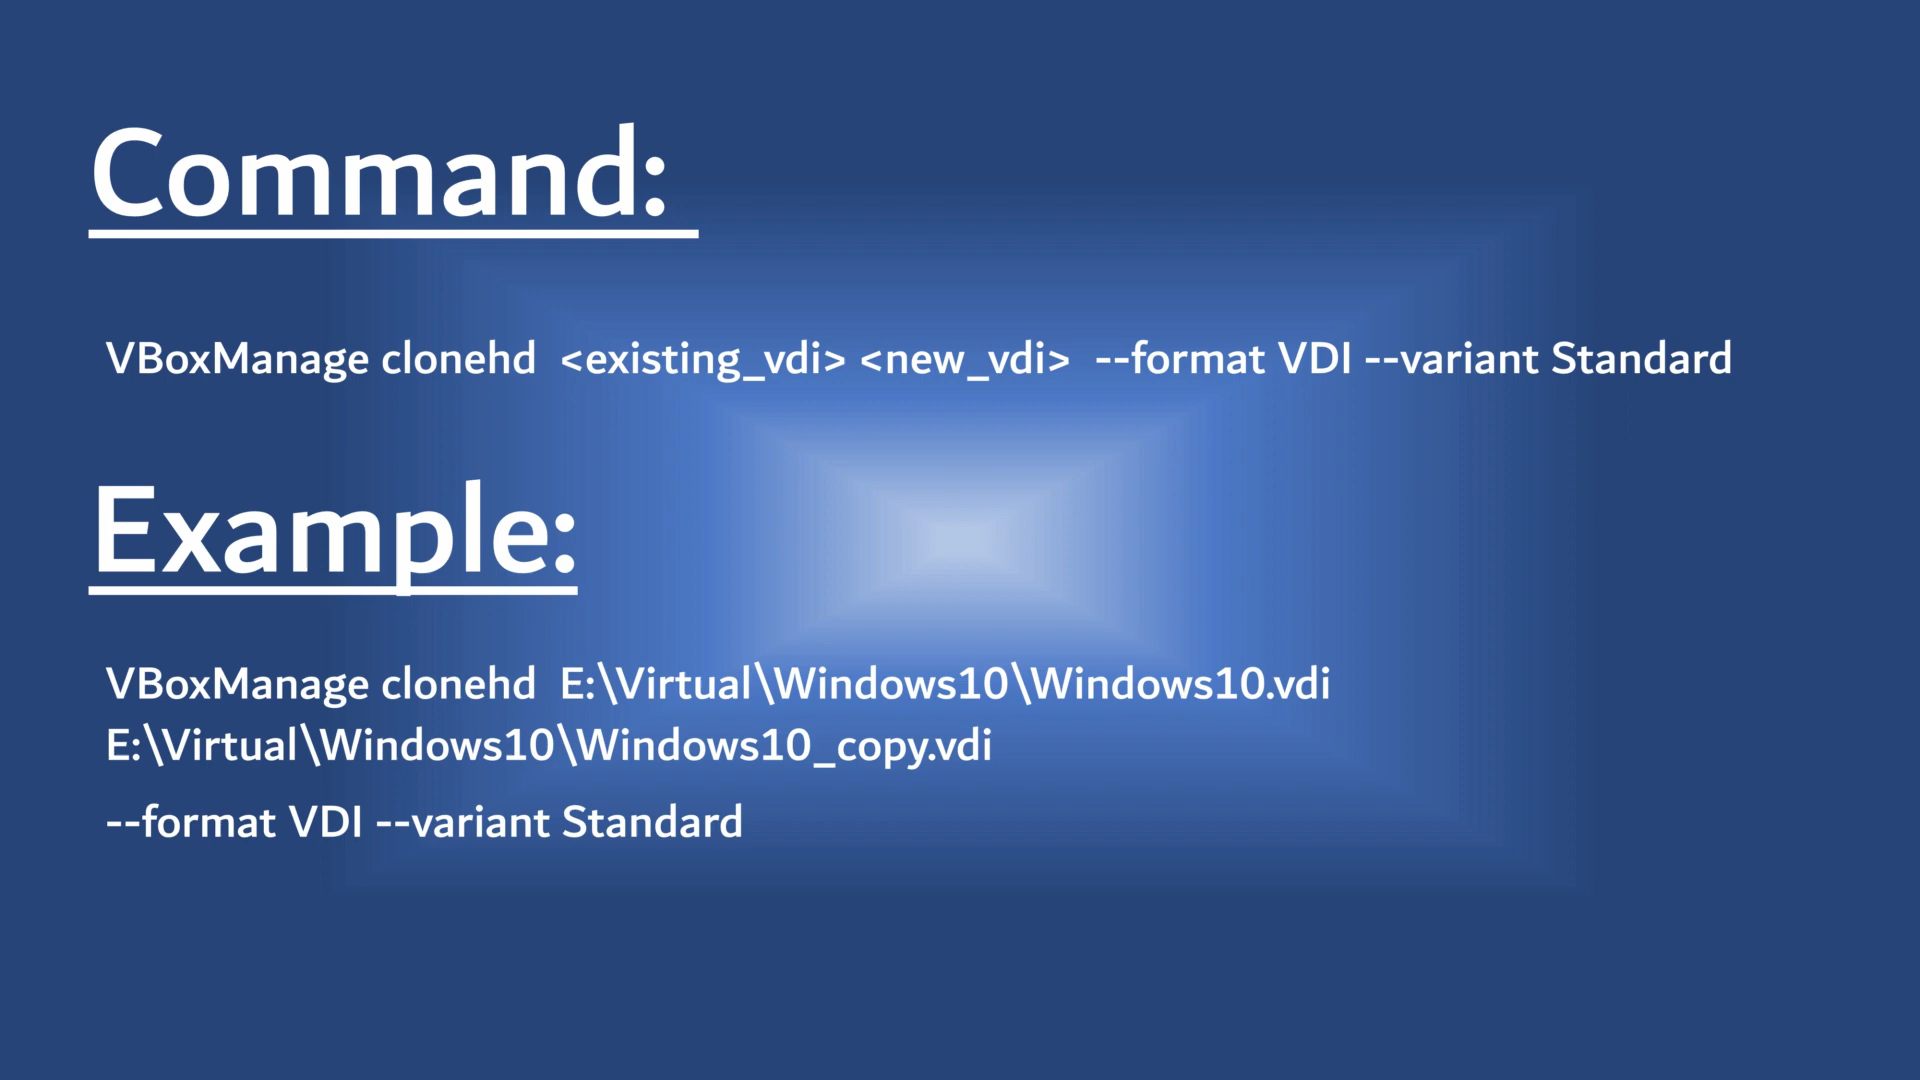 Command:
VBoxManage clonehd  <existing_vdi> <new_vdi>  --format VDI --variant Standard
Example:
VBoxManage clonehd  E:\Virtual\Windows10\Windows10.vdi
E:\Virtual\Windows10\Windows10_copy.vdi
--format VDI --variant Standard